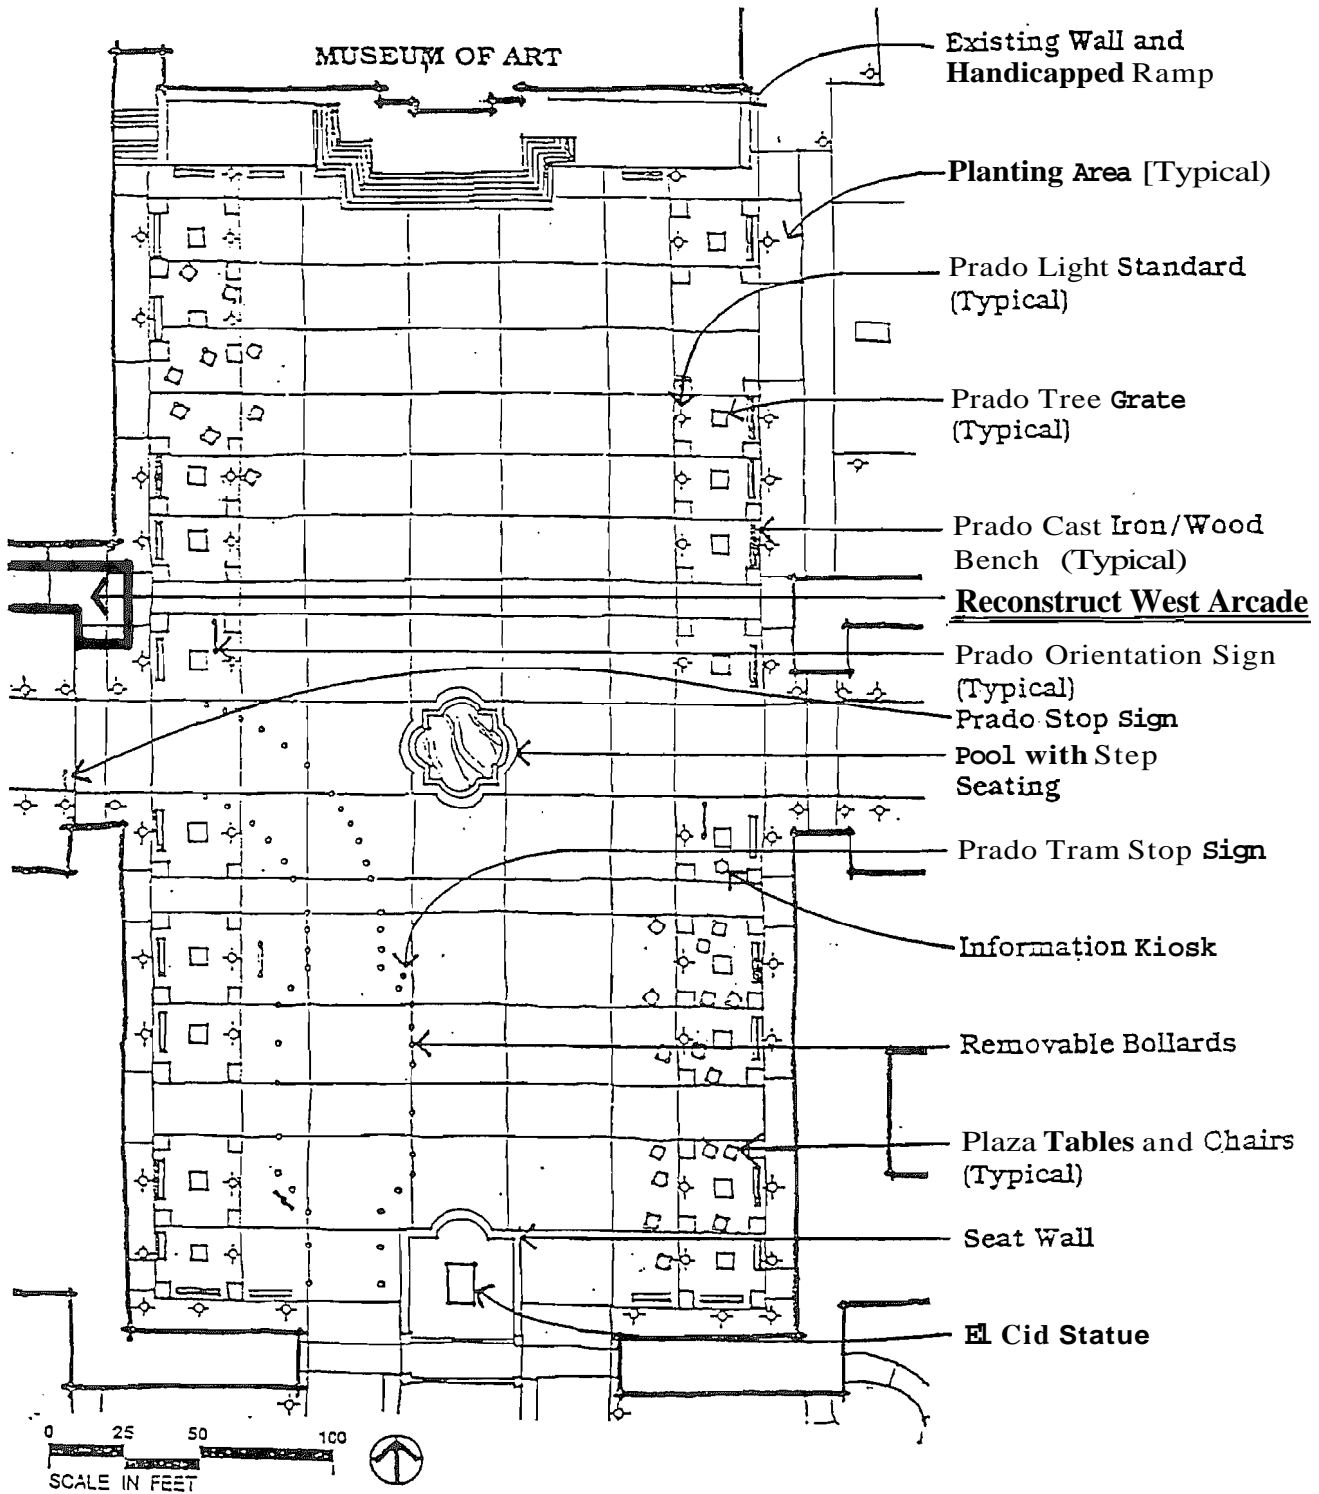 MUSEUM OF ART
Existing Wall and
Handicapped Ramp
Planting Area [Typical)
Prado Light Standard
(Typical)
Prado Tree Grate
(Typical)
Prado Cast Iron/Wood
Bench (Typical)
Reconstruct West Arcade
Prado Orientation Sign
(Typical)
Prado Stop Sign
Pool with Step
Seating
Prado Tram Stop Sign
Information Kiosk
Removable Bollards
Plaza Tables and Chairs
(Typical)
Seat Wall
El Cid Statue
0 25 50 100
SCALE IN FEET